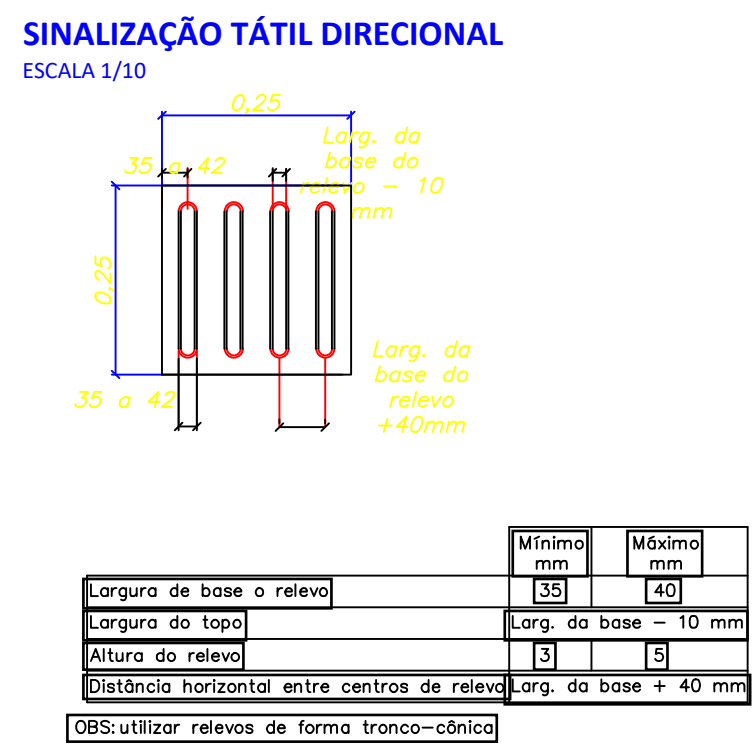 SINALIZAÇÃO TÁTIL DIRECIONAL
ESCALA 1/10
0,25
Larg. da
base do
relevo - 10
mm
35 a 42
0,25
Larg. da
base do
relevo
+40mm
35 a 42
Mínimo
mm
Máximo
mm
Largura de base o relevo 35 40
Largura do topo Larg. da base - 10 mm
Altura do relevo 3 5
Distância horizontal entre centros de relevo Larg. da base + 40 mm
OBS: utilizar relevos de forma tronco-cônica